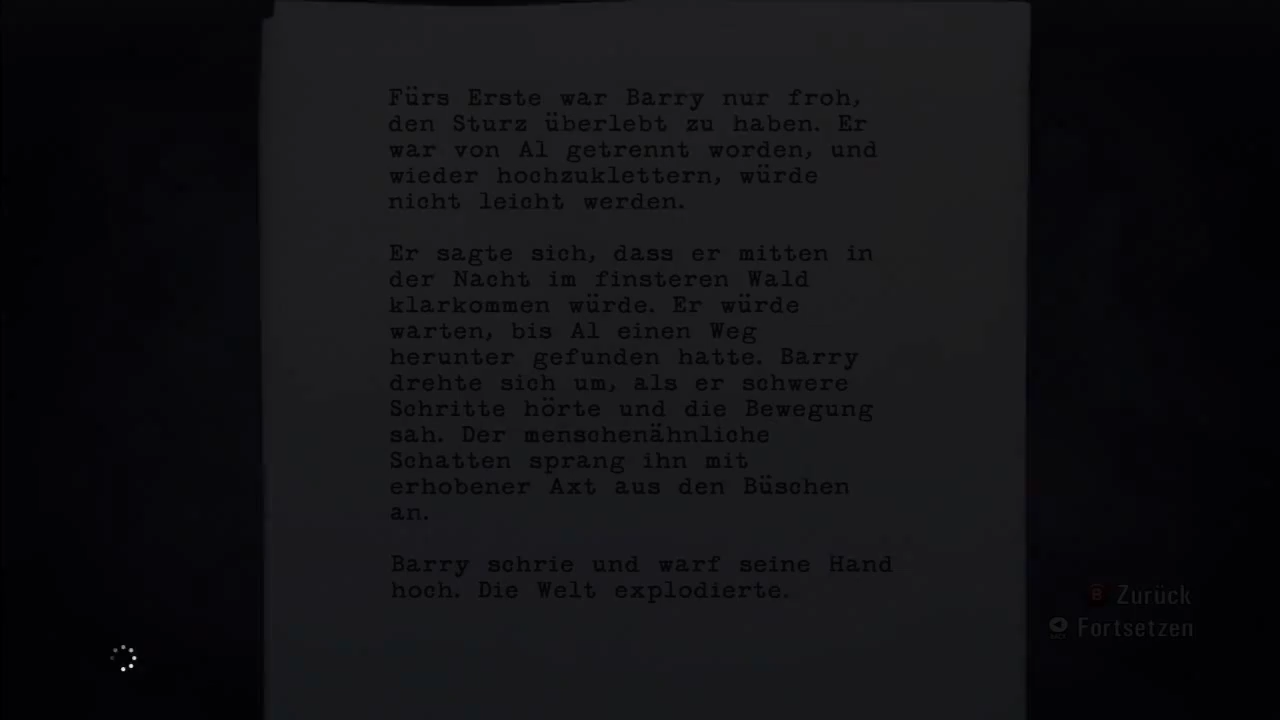 Fürs Erste war Barry nur froh,
den Sturz überlebt zu haben. Er
war von Al getrennt worden, und
wieder hochzuklettern, würde
nicht leicht werden.
Er sagte sich, dass er mitten in
der Nacht im finsteren Wald
klarkommen würde. Er würde
warten, bis Al einen Weg
herunter gefunden hatte. Barry
drehte sich um, als er schwere
Schritte hörte und die Bewegung
sah. Der menschenähnliche
Schatten sprang ihn mit
erhobener Axt aus den Büschen
an.
Barry schrie und warf seine Hand
hoch. Die Welt explodierte.
B Zurück
Fortsetzen